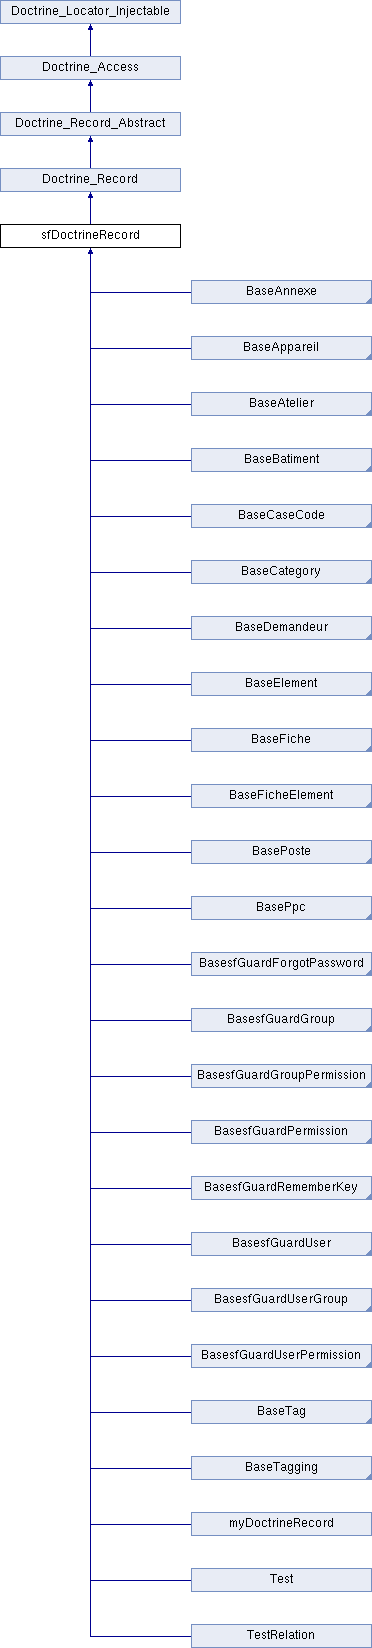 Doctrine_Locator_Injectable
Doctrine_Access
Doctrine_Record_Abstract
Doctrine_Record
sfDoctrineRecord
BaseAnnexe
BaseAppareil
BaseAtelier
BaseBatiment
BaseCaseCode
BaseCategory
BaseDemandeur
BaseElement
BaseFiche
BaseFicheElement
BasePoste
BasePpc
BasesfGuardForgotPassword
BasesfGuardGroup
BasesfGuardGroupPermission
BasesfGuardPermission
BasesfGuardRememberKey
BasesfGuardUser
BasesfGuardUserGroup
BasesfGuardUserPermission
BaseTag
BaseTagging
myDoctrineRecord
Test
TestRelation